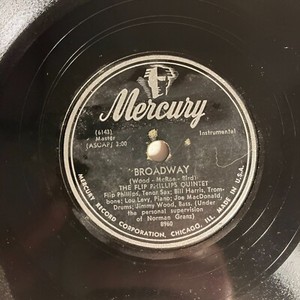 Mercury
(6143)
Master
(ASCAP) 3:00
Instrumental
BROADWAY
(Wood - McRae - Bird)
THE FLIP PHILLIPS QUINTET
Flip Phillips, Tenor Sax; Bill Harris, Trom-
bone; Lou Levy, Piano; Joe MacDonald,
Drums; Jimmy Wood, Bass. (Under
the personal supervision
of Norman Granz)
8960
MERCURY RECORD CORPORATION, CHICAGO, ILL. MADE IN U.S.A.